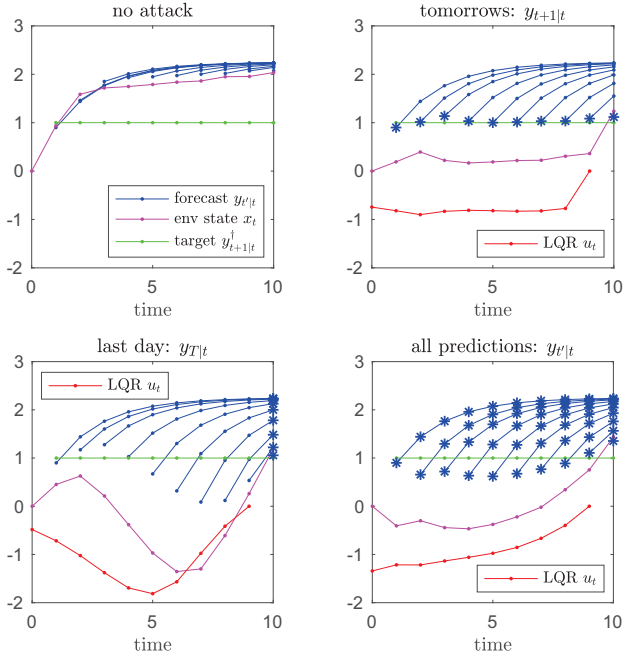 no attack
3
2
1
0
-1
-2
0
5
10
time
forecast y_{t'|t}
env state x_t
target y^†_{t+1|t}
tomorrows: y_{t+1|t}
3
2
1
0
-1
-2
0
5
10
time
LQR u_t
last day: y_{T|t}
3
2
1
0
-1
-2
0
5
10
time
LQR u_t
all predictions: y_{t'|t}
3
2
1
0
-1
-2
0
5
10
time
LQR u_t